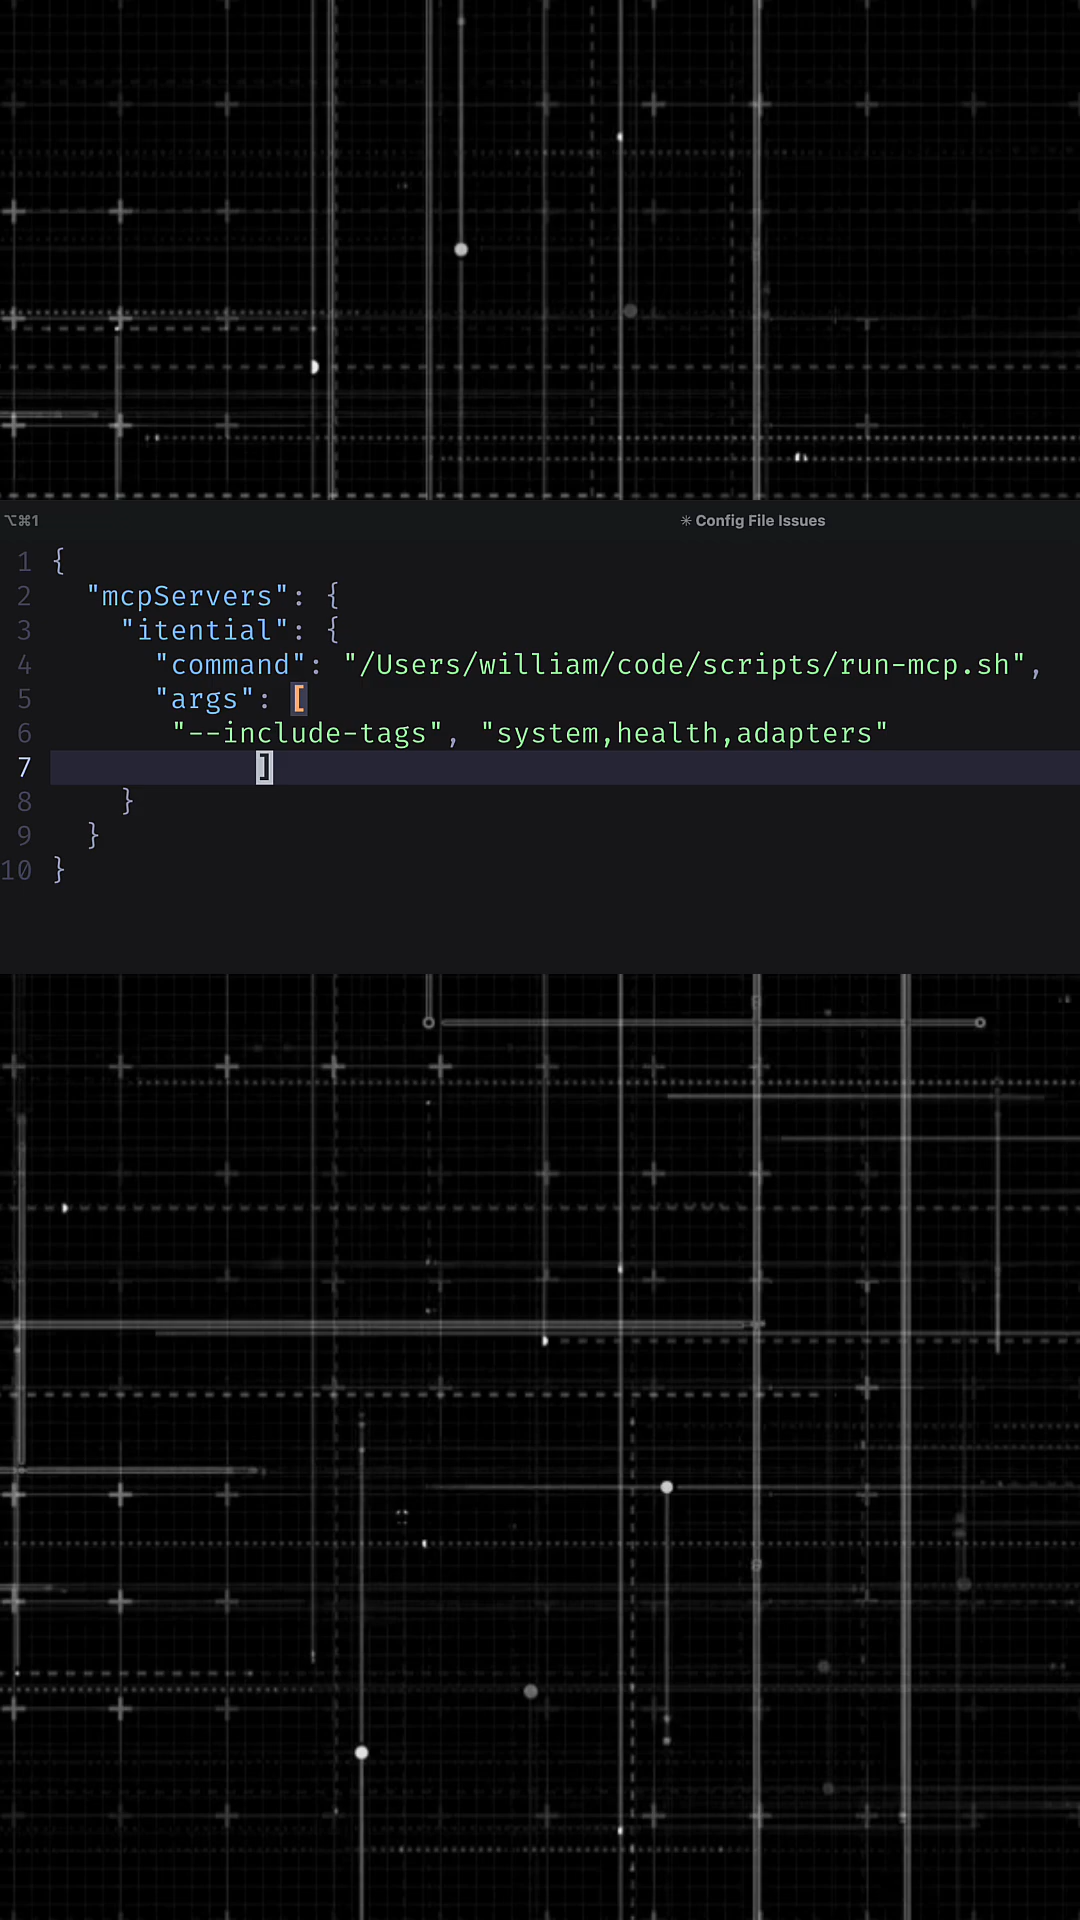 ⌥⌘1
✳ Config File Issues
1 {
2   "mcpServers": {
3     "itential": {
4       "command": "/Users/william/code/scripts/run-mcp.sh",
5       "args": [
6        "--include-tags", "system,health,adapters"
7             ]
8     }
9   }
10 }